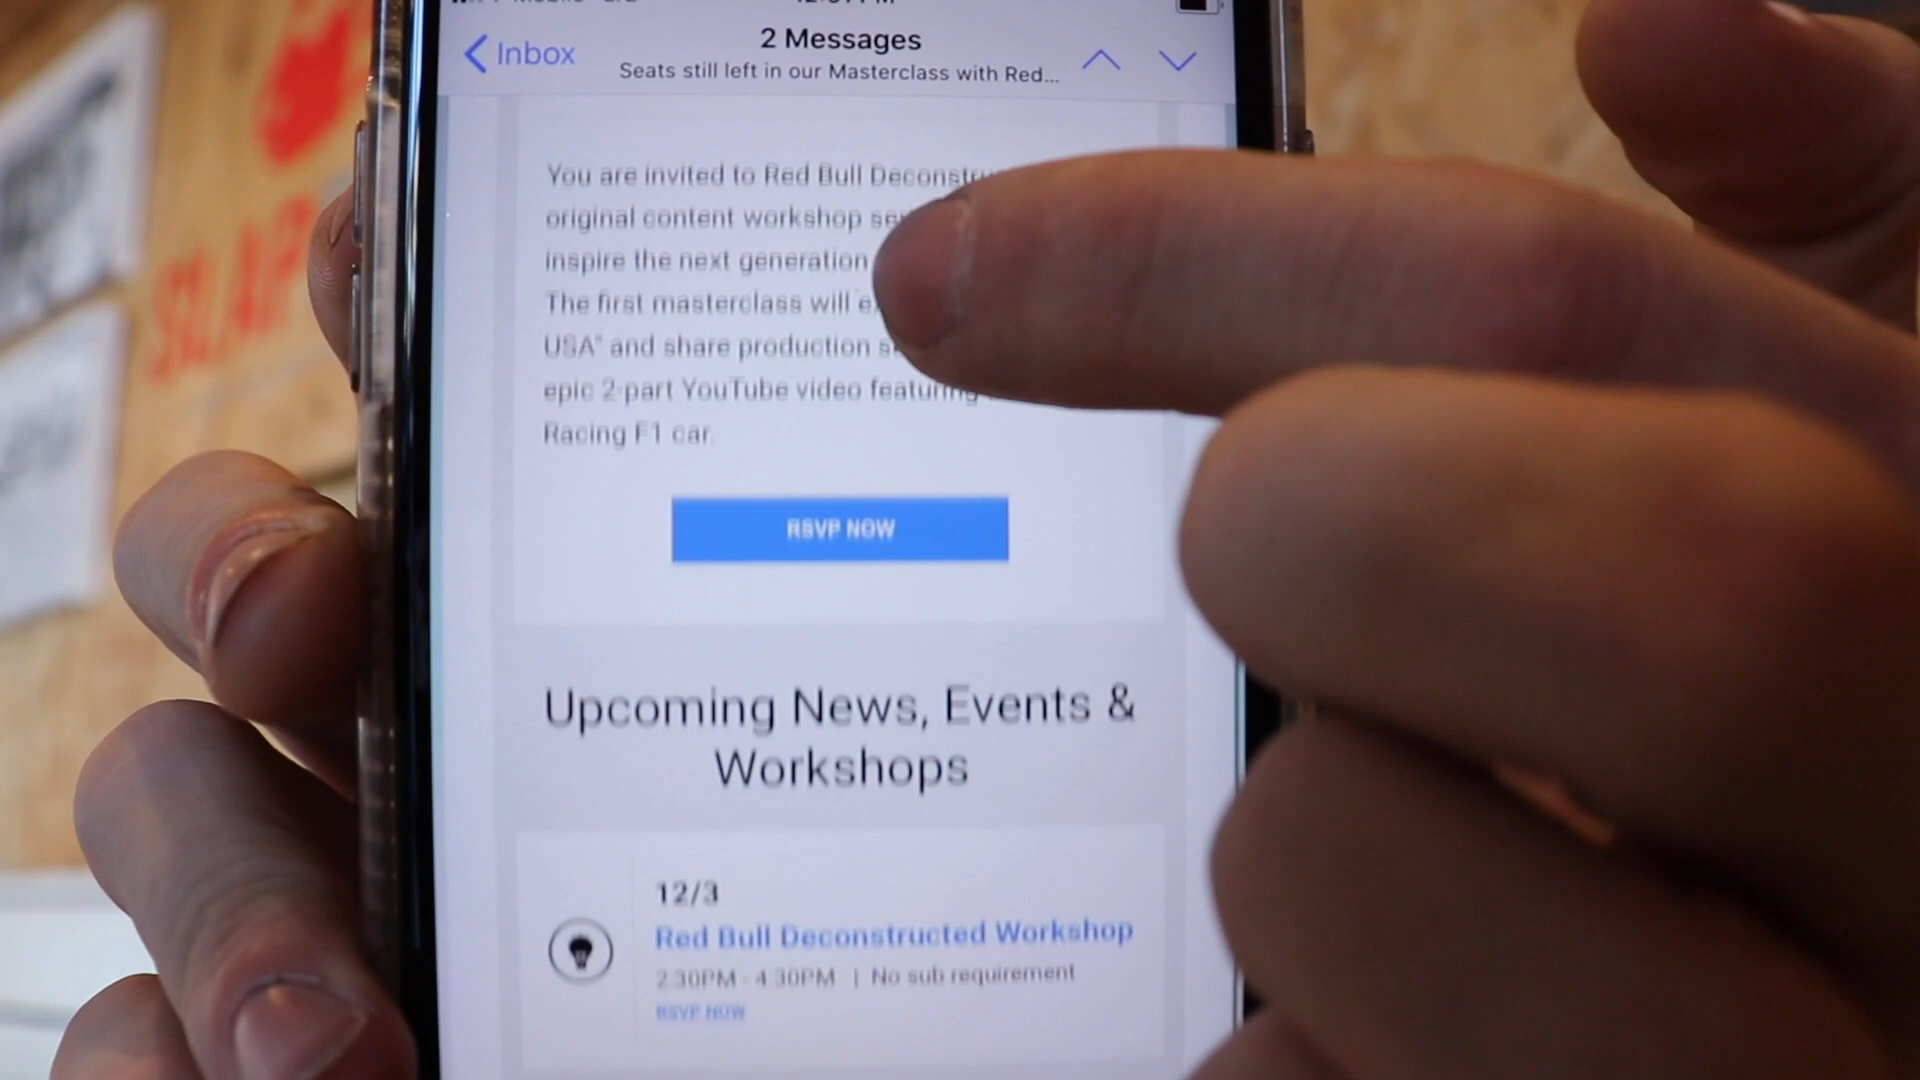 Inbox
2 Messages
Seats still left in our Masterclass with Red...
You are invited to Red Bull
original content workshop
inspire the next generation
The first masterclass will
USA" and share production
epic 2-part YouTube video featuring
Racing F1 car.
RSVP NOW
Upcoming News, Events &
Workshops
12/3
Red Bull Deconstructed Workshop
2:30PM - 4:30PM | No sub requirement
RSVP NOW
SLAP